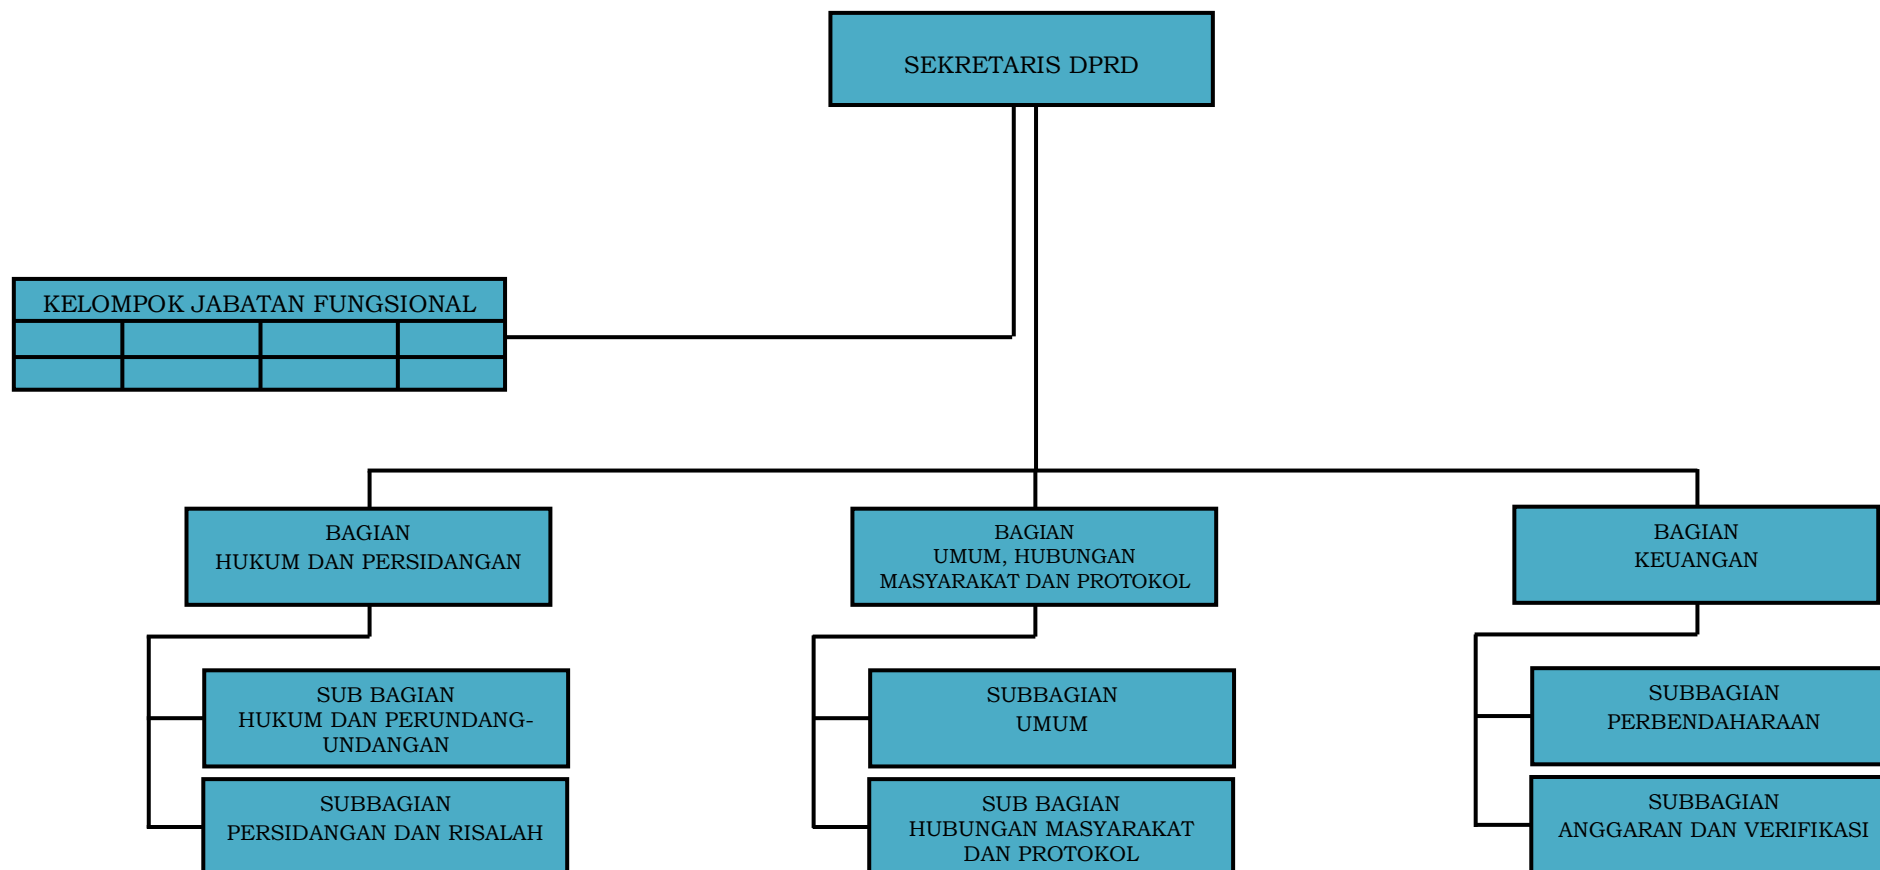 SEKRETARIS DPRD
KELOMPOK JABATAN FUNGSIONAL
BAGIAN
HUKUM DAN PERSIDANGAN
BAGIAN
UMUM, HUBUNGAN
MASYARAKAT DAN PROTOKOL
BAGIAN
KEUANGAN
SUB BAGIAN
HUKUM DAN PERUNDANG-
UNDANGAN
SUBBAGIAN
UMUM
SUBBAGIAN
PERBENDAHARAAN
SUBBAGIAN
PERSIDANGAN DAN RISALAH
SUB BAGIAN
HUBUNGAN MASYARAKAT
DAN PROTOKOL
SUBBAGIAN
ANGGARAN DAN VERIFIKASI